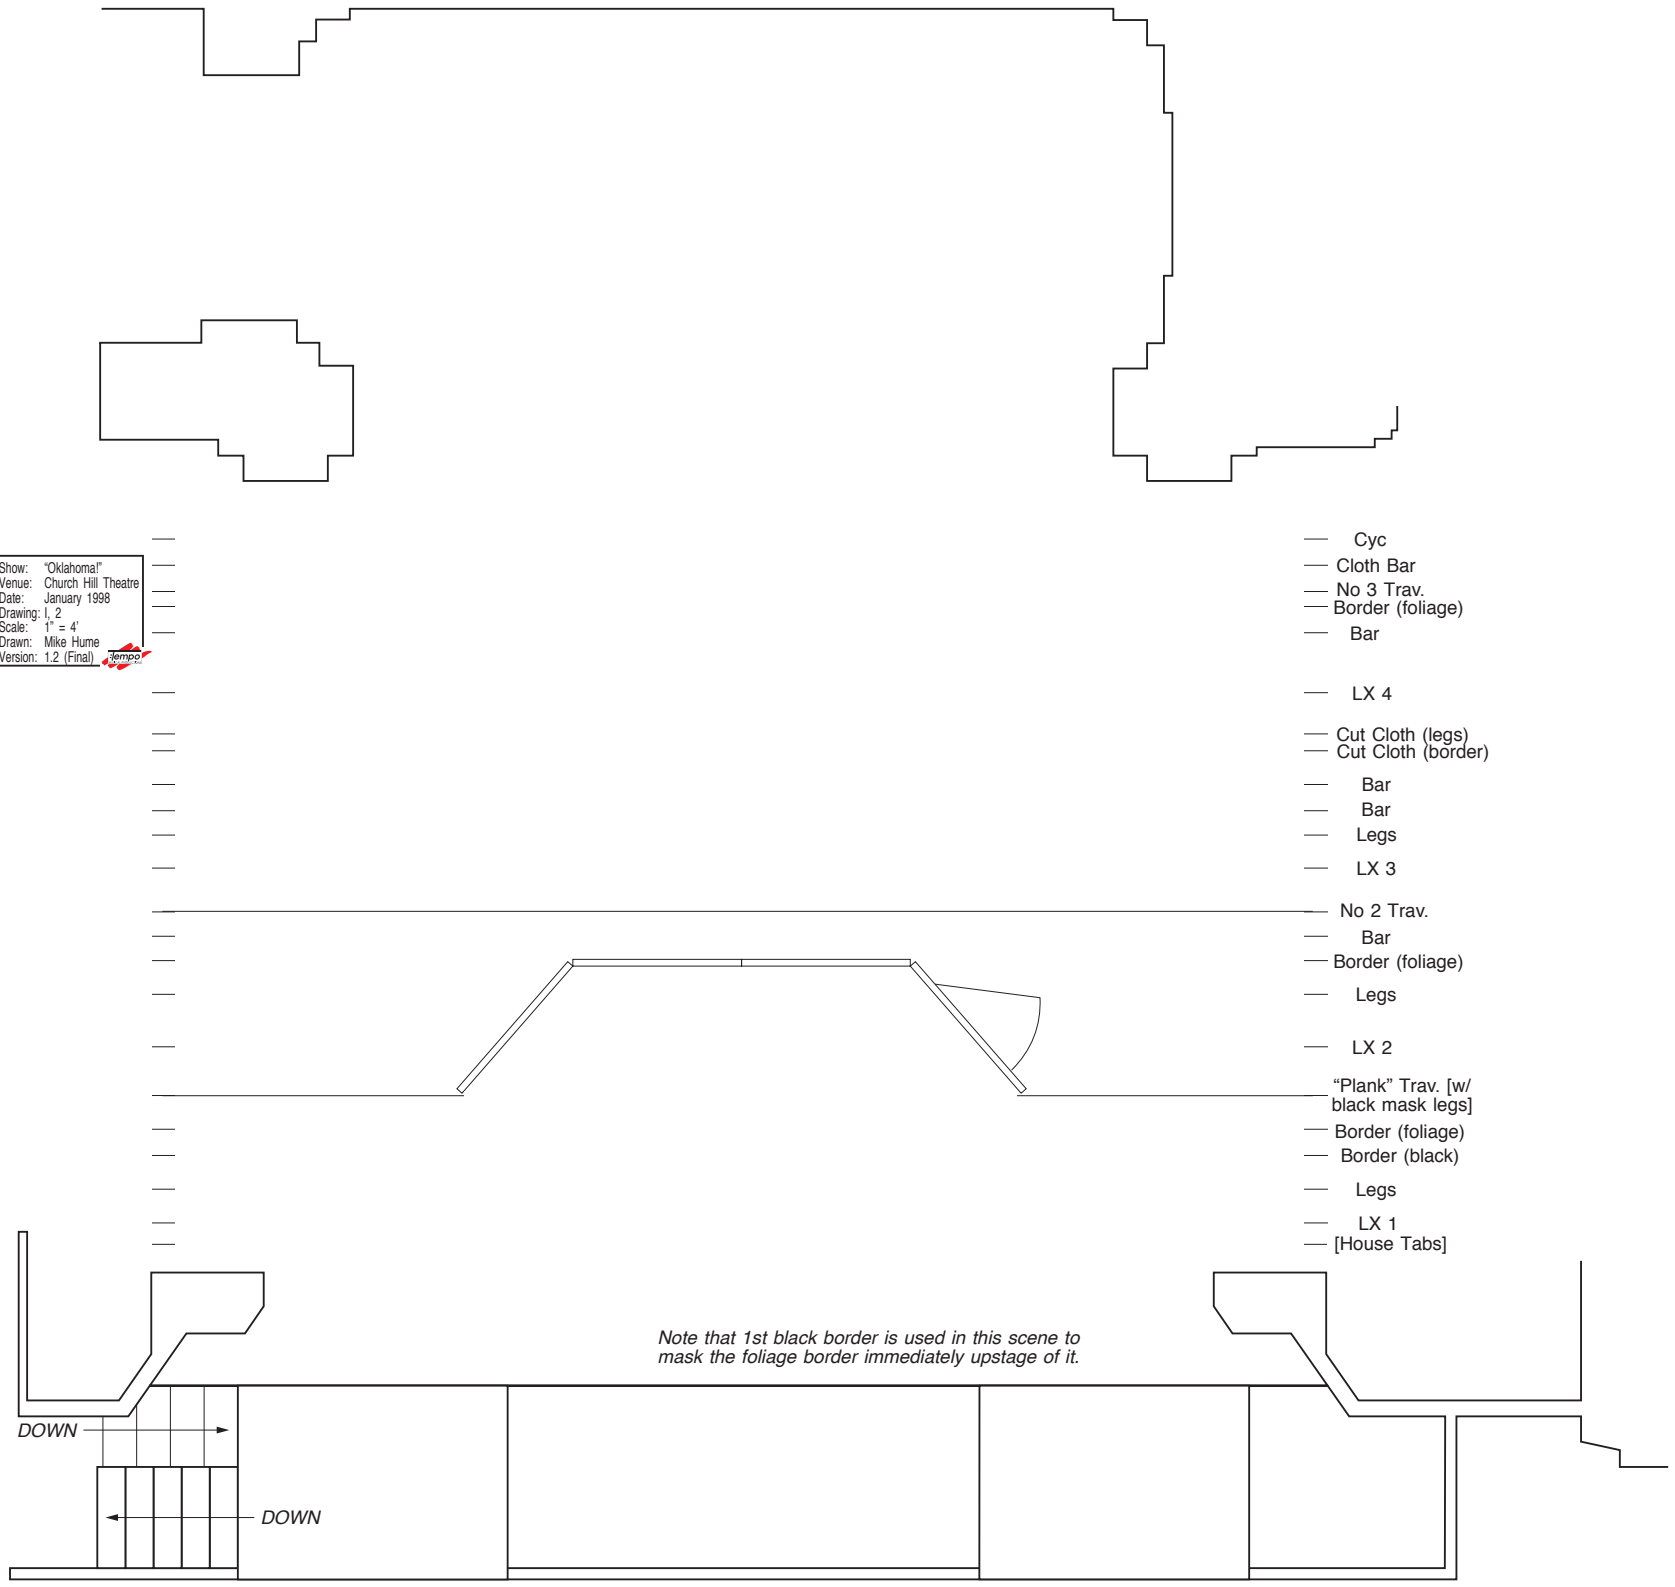 Cyc
Cloth Bar
Show: "Oklahoma!"
Venue: Church Hill Theatre
Date: January 1998
Drawing: I, 2
Scale: 1" = 4'
Drawn: Mike Hume
Version: 1.2 (Final)
Tempo
No 3 Trav.
Border (foliage)
Bar
LX 4
Cut Cloth (legs)
Cut Cloth (border)
Bar
Bar
Legs
LX 3
No 2 Trav.
Bar
Border (foliage)
Legs
LX 2
“Plank” Trav. [w/
black mask legs]
Border (foliage)
Border (black)
Legs
LX 1
[House Tabs]
Note that 1st black border is used in this scene to
mask the foliage border immediately upstage of it.
DOWN
DOWN